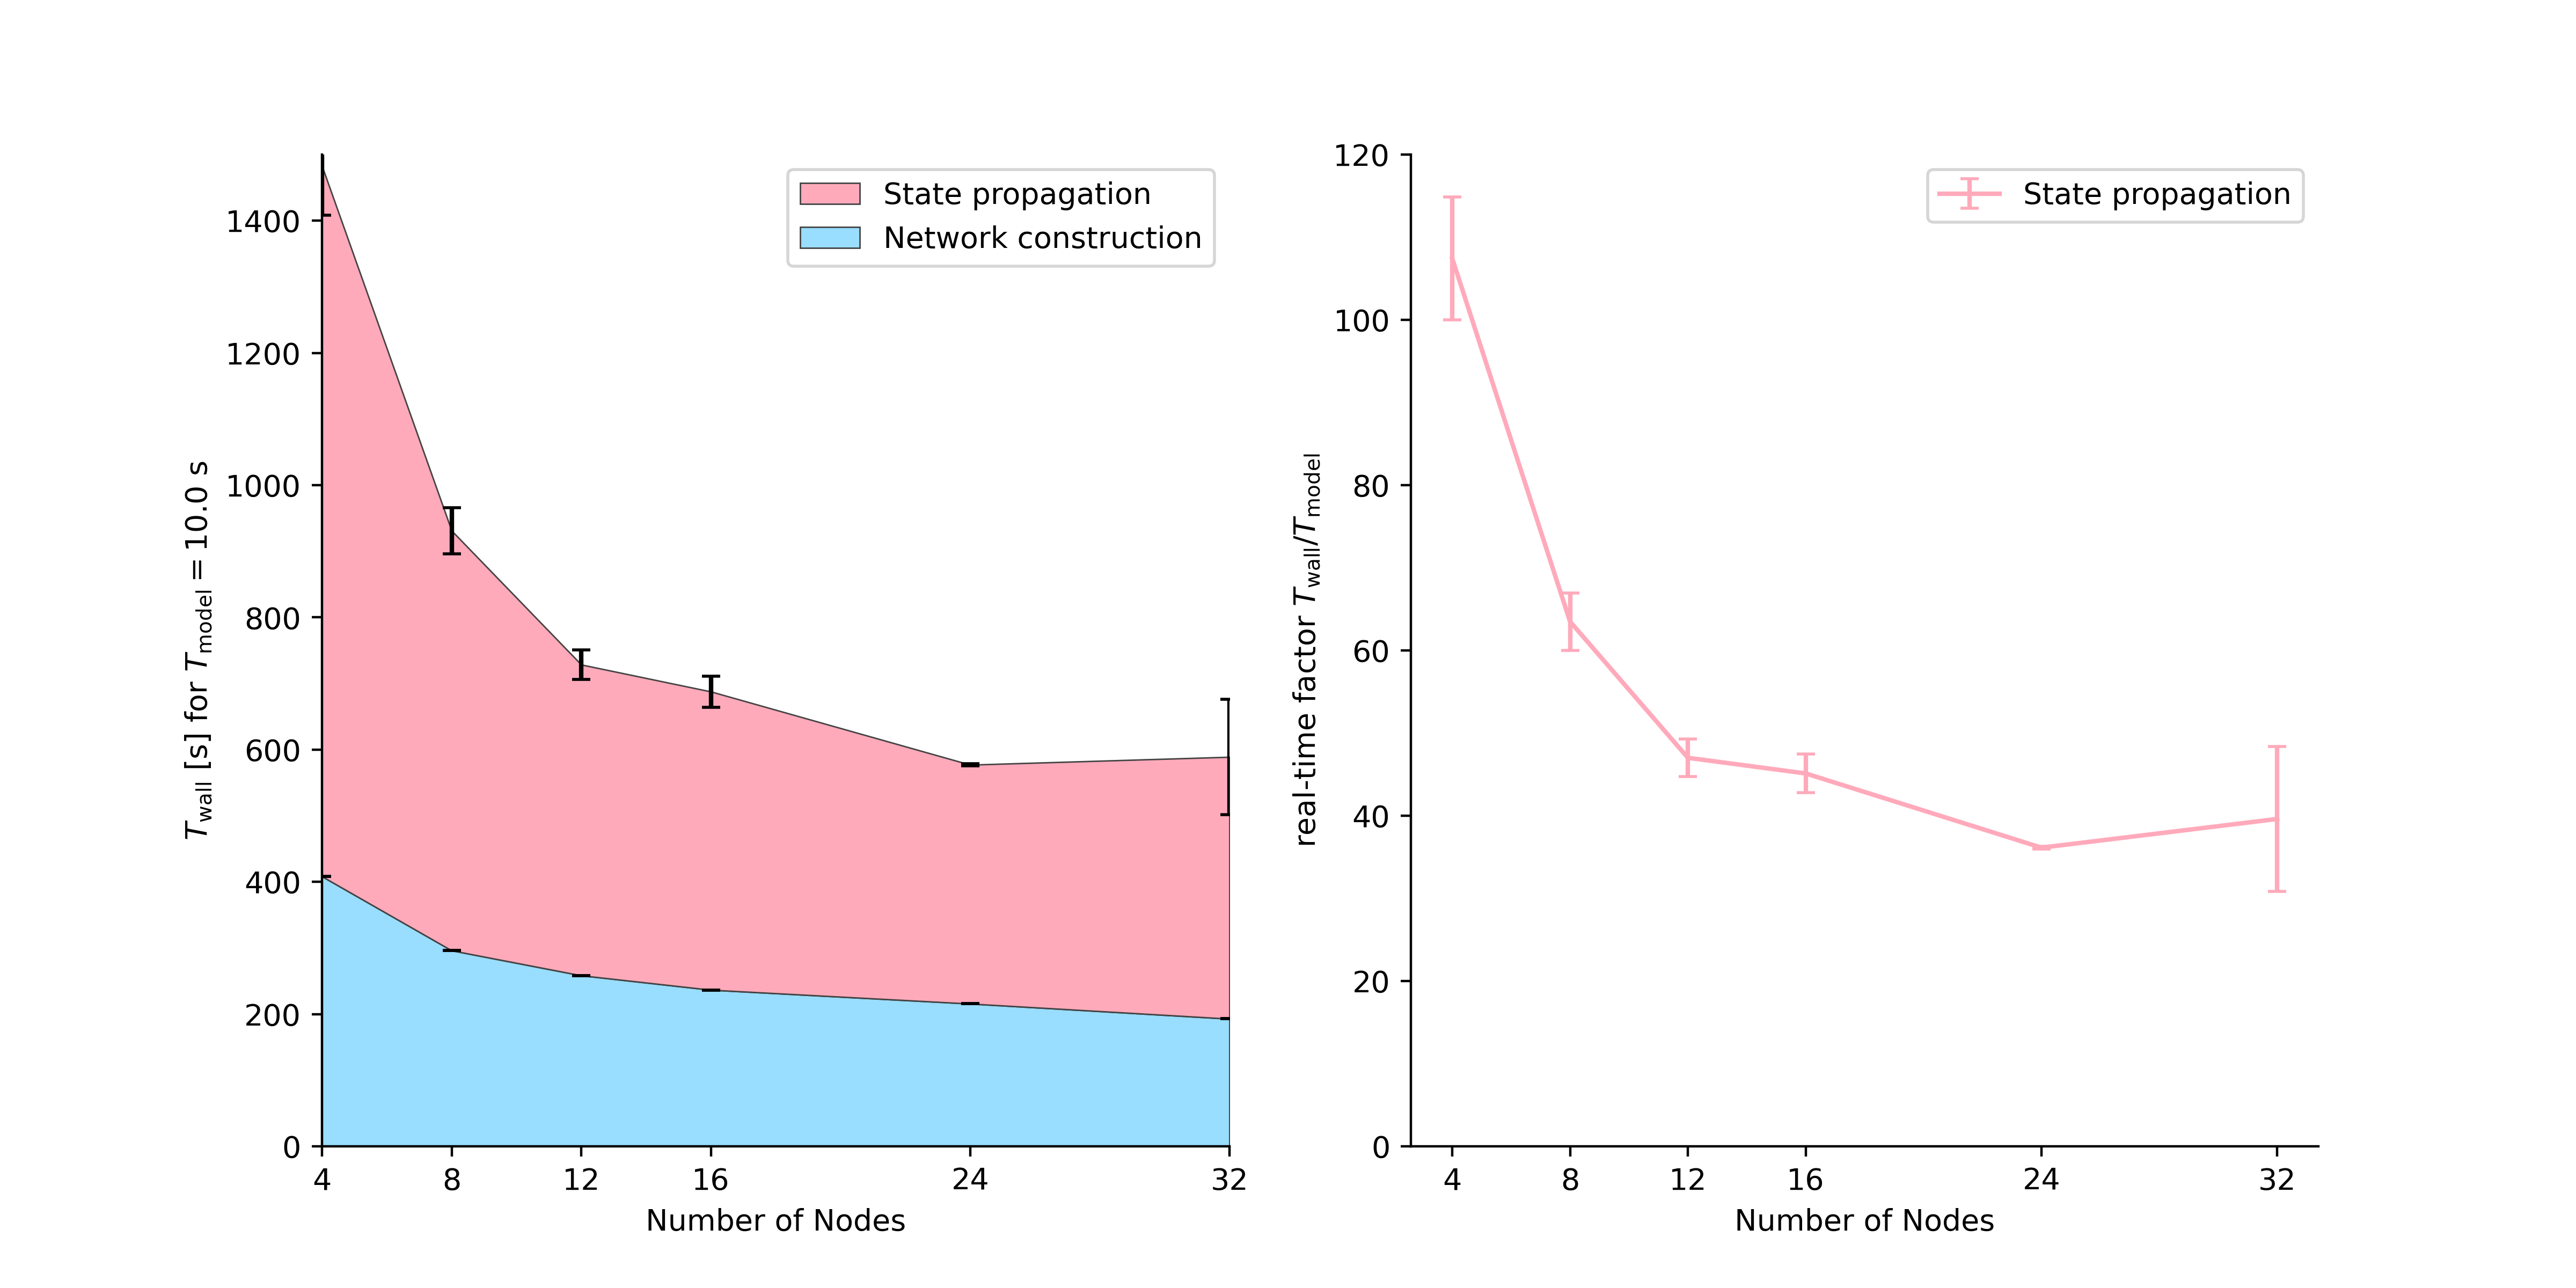 State propagation
Network construction
1400
1200
1000
800
600
400
200
0
4 8 12 16 24 32
Number of Nodes
T_wall [s] for T_model = 10.0 s
State propagation
120
100
80
60
40
20
0
4 8 12 16 24 32
Number of Nodes
real-time factor T_wall/T_model